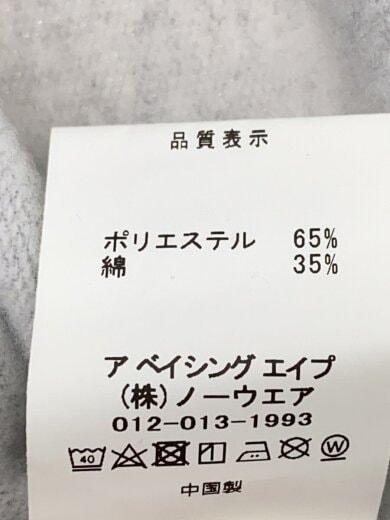 品質表示
ポリエステル 65%
綿 35%
ア ベイシング エイプ
(株)ノーウエア
012-013-1993
40 W
中国製